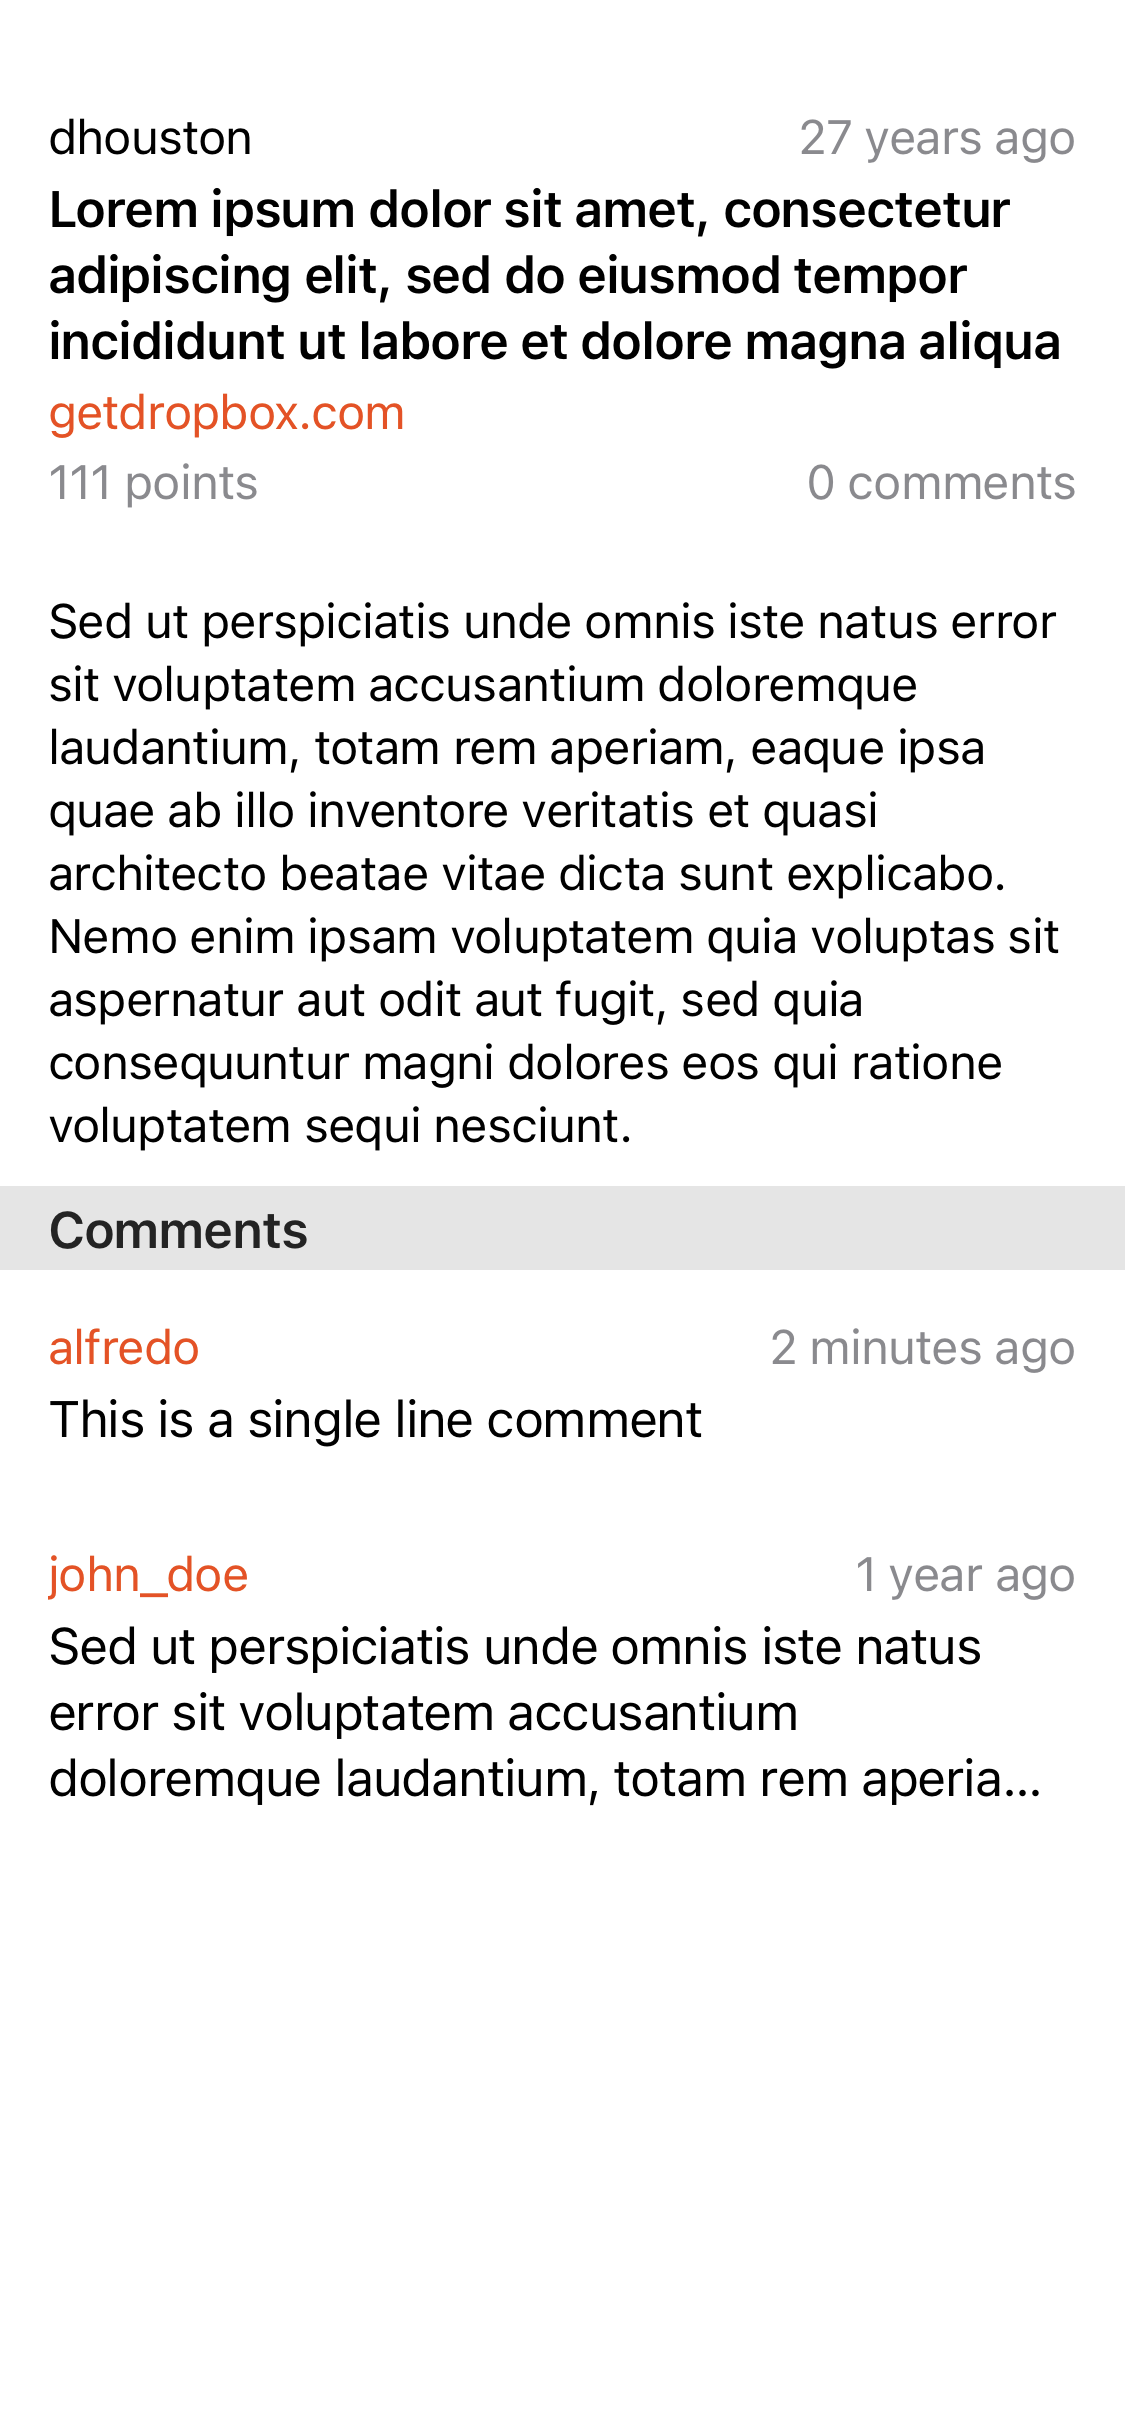 dhouston 27 years ago
Lorem ipsum dolor sit amet, consectetur
adipiscing elit, sed do eiusmod tempor
incididunt ut labore et dolore magna aliqua
getdropbox.com
111 points 0 comments
Sed ut perspiciatis unde omnis iste natus error
sit voluptatem accusantium doloremque
laudantium, totam rem aperiam, eaque ipsa
quae ab illo inventore veritatis et quasi
architecto beatae vitae dicta sunt explicabo.
Nemo enim ipsam voluptatem quia voluptas sit
aspernatur aut odit aut fugit, sed quia
consequuntur magni dolores eos qui ratione
voluptatem sequi nesciunt.
Comments
alfredo 2 minutes ago
This is a single line comment
john_doe 1 year ago
Sed ut perspiciatis unde omnis iste natus
error sit voluptatem accusantium
doloremque laudantium, totam rem aperia...